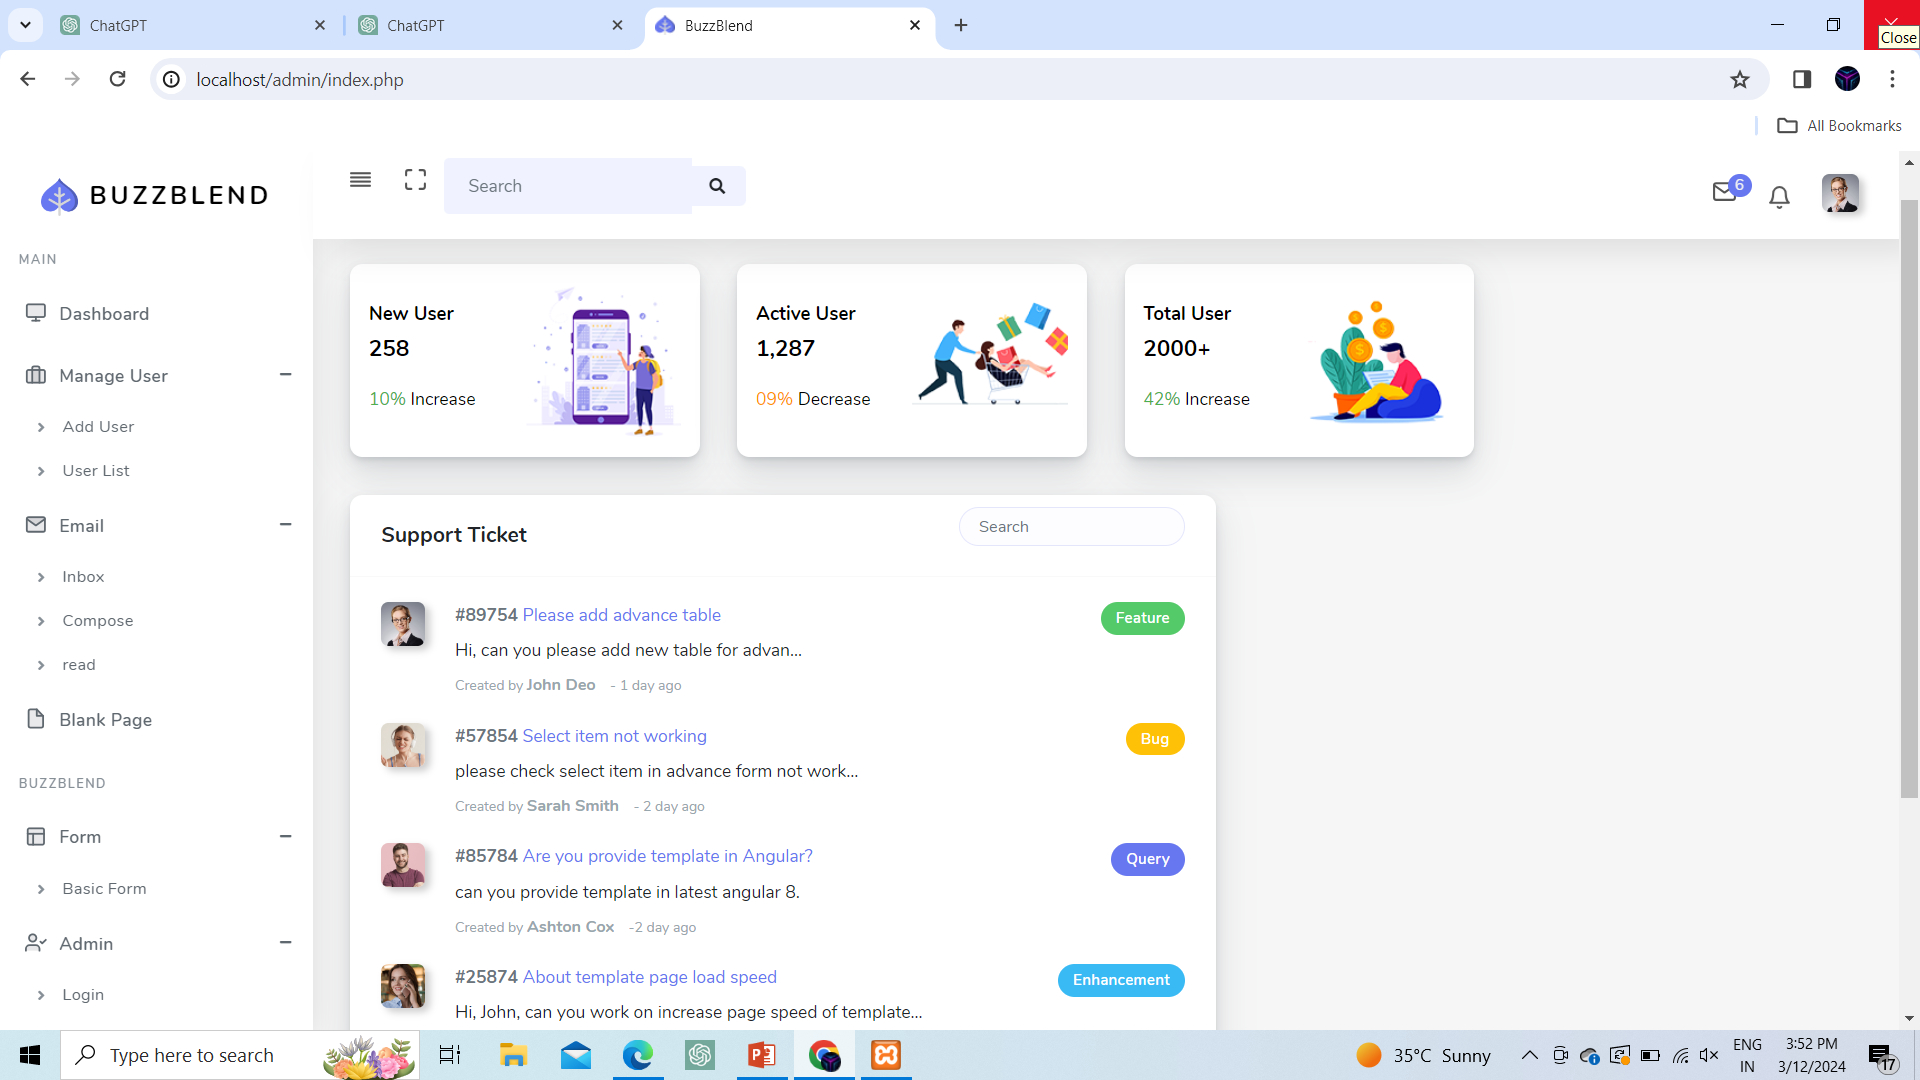 ChatGPT
ChatGPT
BuzzBlend
Close
localhost/admin/index.php
All Bookmarks
BUZZBLEND
Search
6
MAIN
Dashboard
Manage User
Add User
User List
Email
Inbox
Compose
read
Blank Page
BUZZBLEND
Form
Basic Form
Admin
Login
New User
258
10% Increase
Active User
1,287
09% Decrease
Total User
2000+
42% Increase
Support Ticket
Search
#89754 Please add advance table
Feature
Hi, can you please add new table for advan...
Created by John Deo - 1 day ago
#57854 Select item not working
Bug
please check select item in advance form not work...
Created by Sarah Smith - 2 day ago
#85784 Are you provide template in Angular?
Query
can you provide template in latest angular 8.
Created by Ashton Cox -2 day ago
#25874 About template page load speed
Enhancement
Hi, John, can you work on increase page speed of template...
Type here to search
35°C Sunny
ENG
IN
3:52 PM
3/12/2024
17